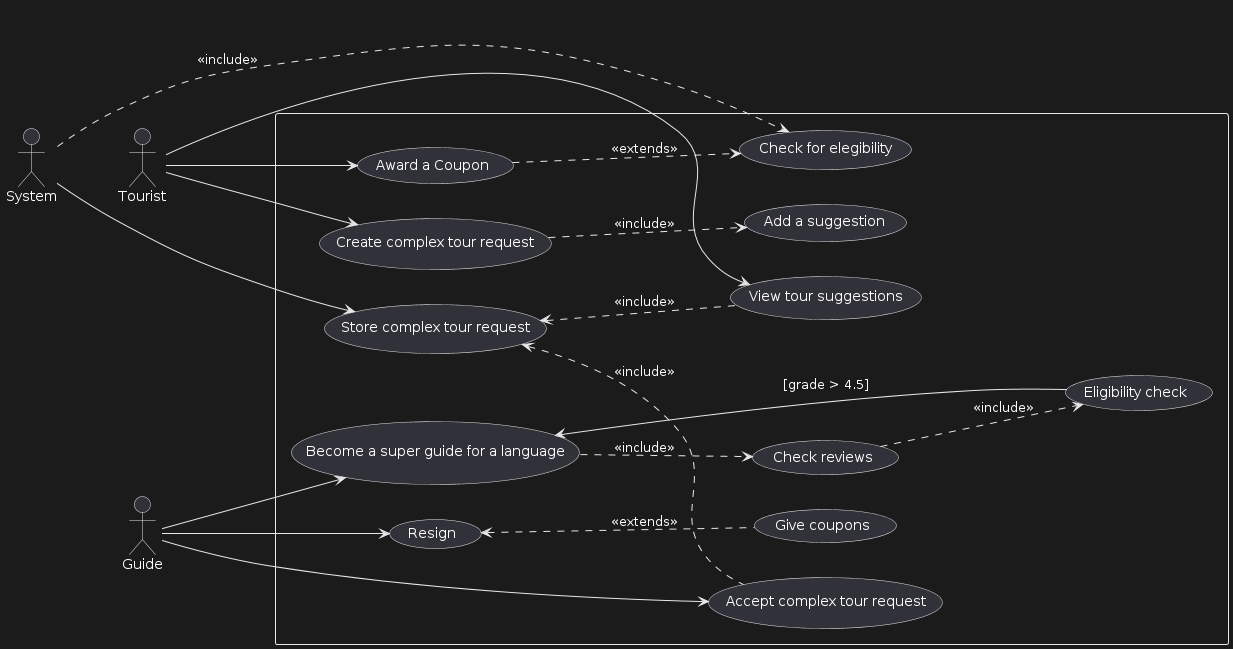 «include»
System
Tourist
Award a Coupon
«extends»
Check for elegibility
Create complex tour request
«include»
Add a suggestion
Store complex tour request
«include»
View tour suggestions
«include»
[grade > 4.5]
Eligibility check
«include»
Become a super guide for a language
«include»
Check reviews
Guide
Resign
«extends»
Give coupons
Accept complex tour request